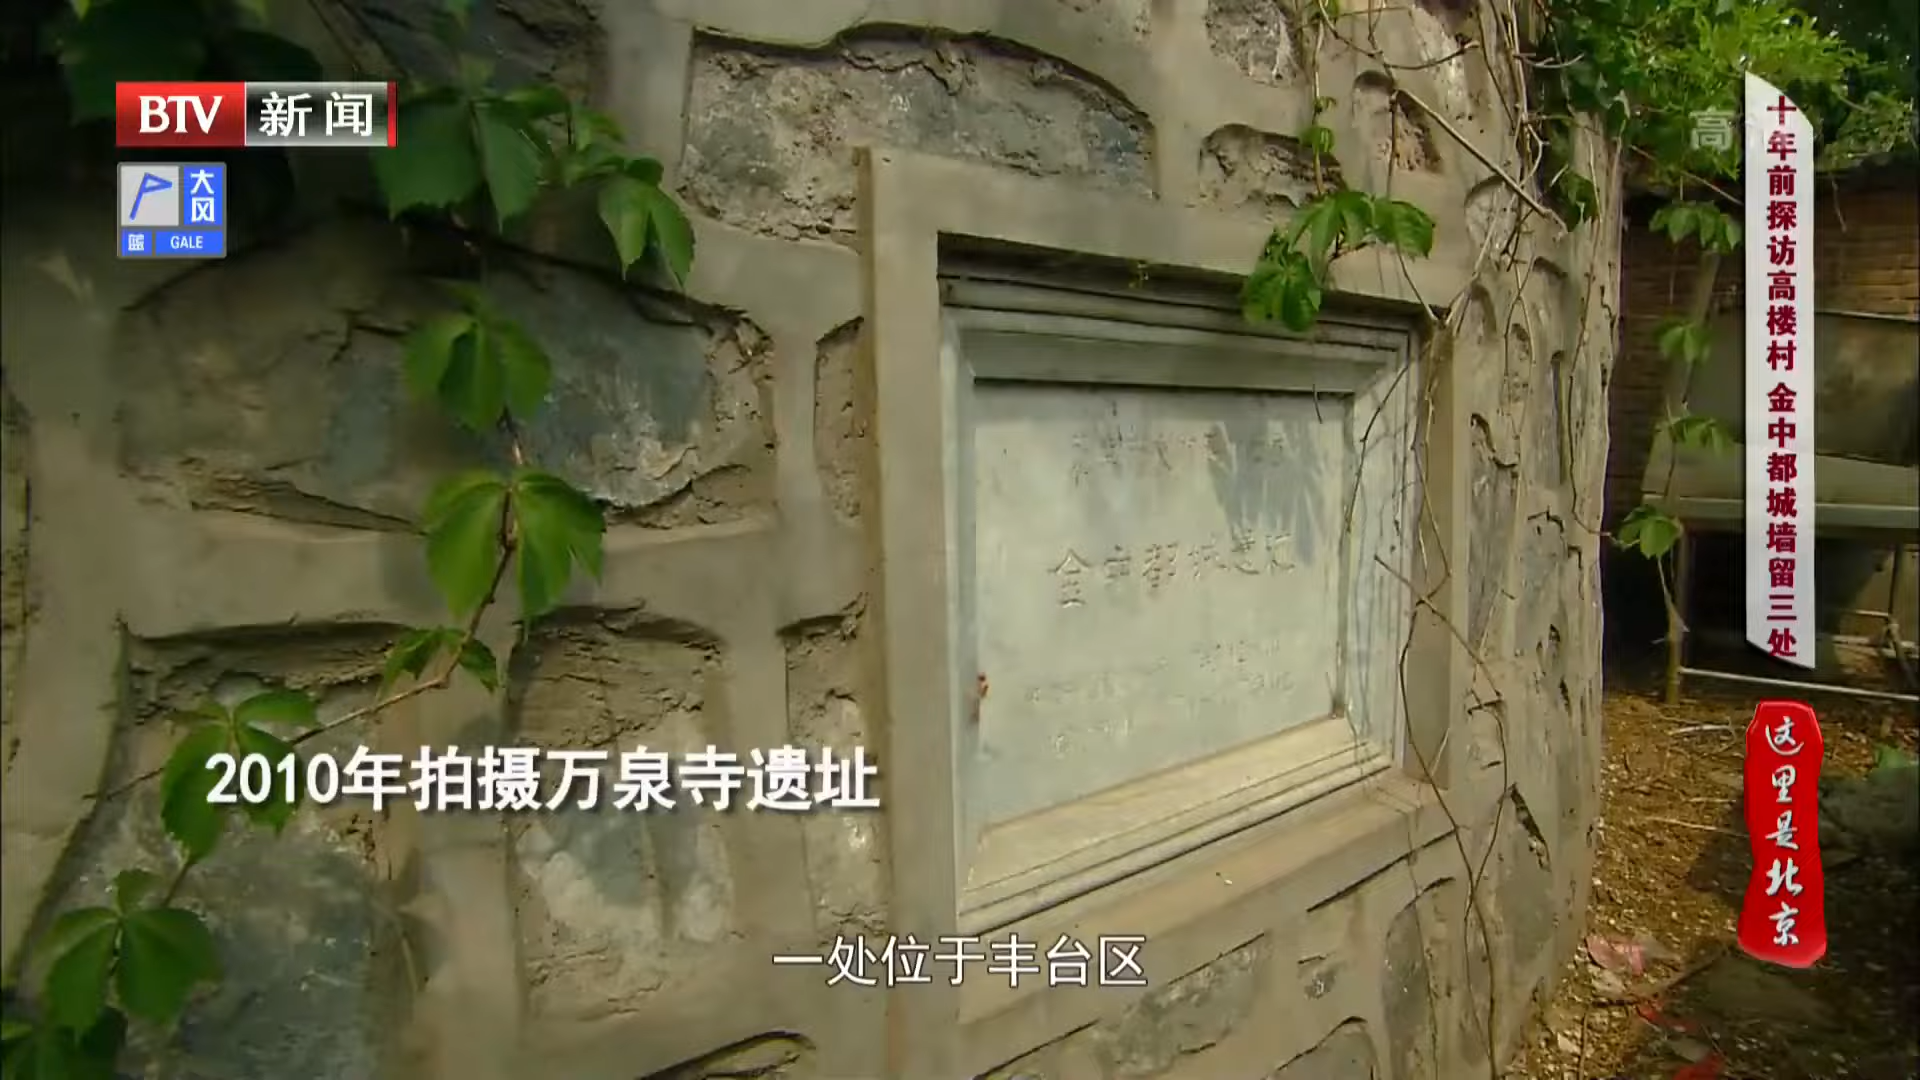 BTV 新闻
大风
蓝 GALE
高
十年前探访高楼村 金中都城墙留三处
金中都城遗址
2010年拍摄万泉寺遗址
一处位于丰台区
这里是北京